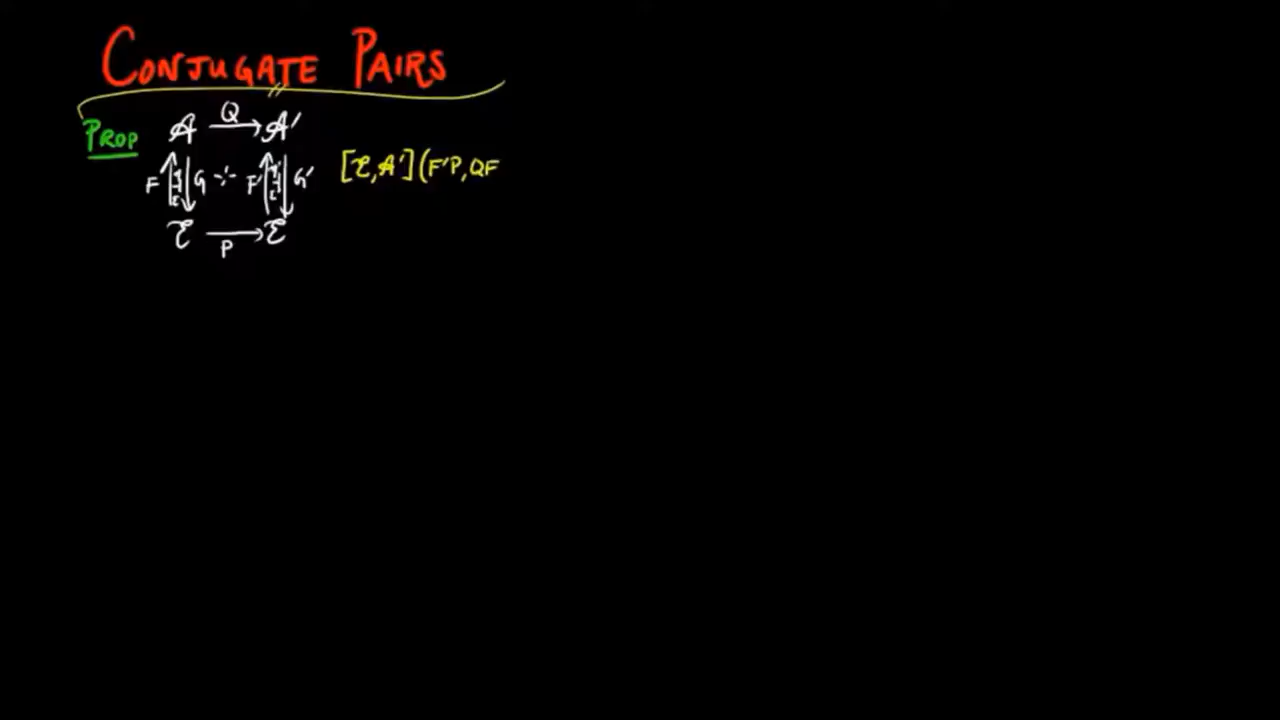 CONJUGATE PAIRS
PROP
A Q A'
F G F' G'
[E, A'](F'P, QF
E P E